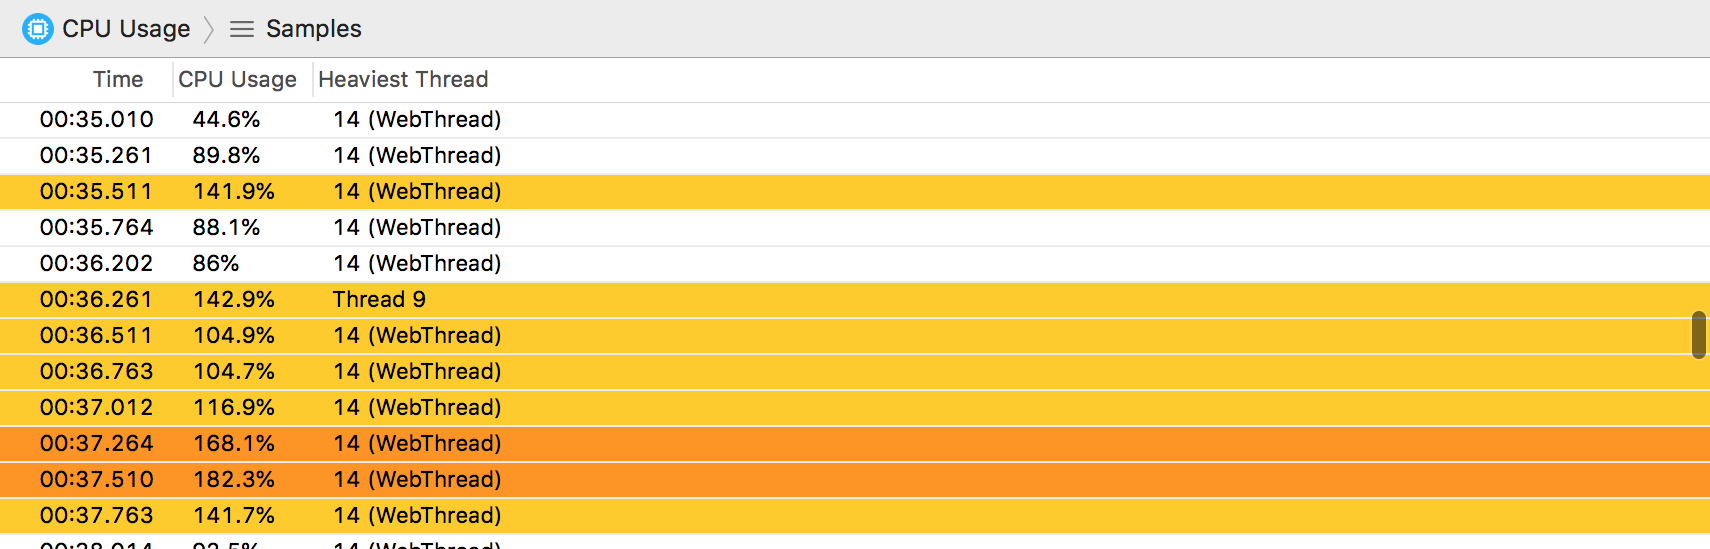 CPU Usage Samples
Time CPU Usage Heaviest Thread
00:35.010 44.6% 14 (WebThread)
00:35.261 89.8% 14 (WebThread)
00:35.511 141.9% 14 (WebThread)
00:35.764 88.1% 14 (WebThread)
00:36.202 86% 14 (WebThread)
00:36.261 142.9% Thread 9
00:36.511 104.9% 14 (WebThread)
00:36.763 104.7% 14 (WebThread)
00:37.012 116.9% 14 (WebThread)
00:37.264 168.1% 14 (WebThread)
00:37.510 182.3% 14 (WebThread)
00:37.763 141.7% 14 (WebThread)
14 (WebThread)